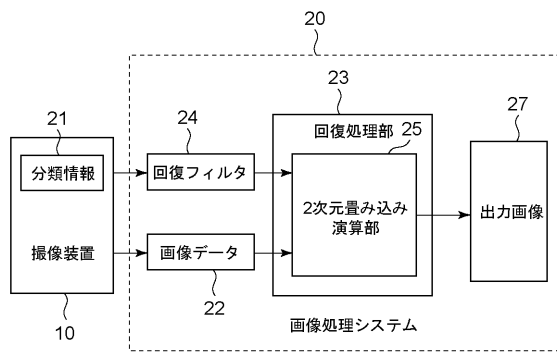 20
23
27
21
24
回復処理部
25
分類情報
回復フィルタ
2次元畳み込み
演算部
出力画像
撮像装置
画像データ
22
10
画像処理システム